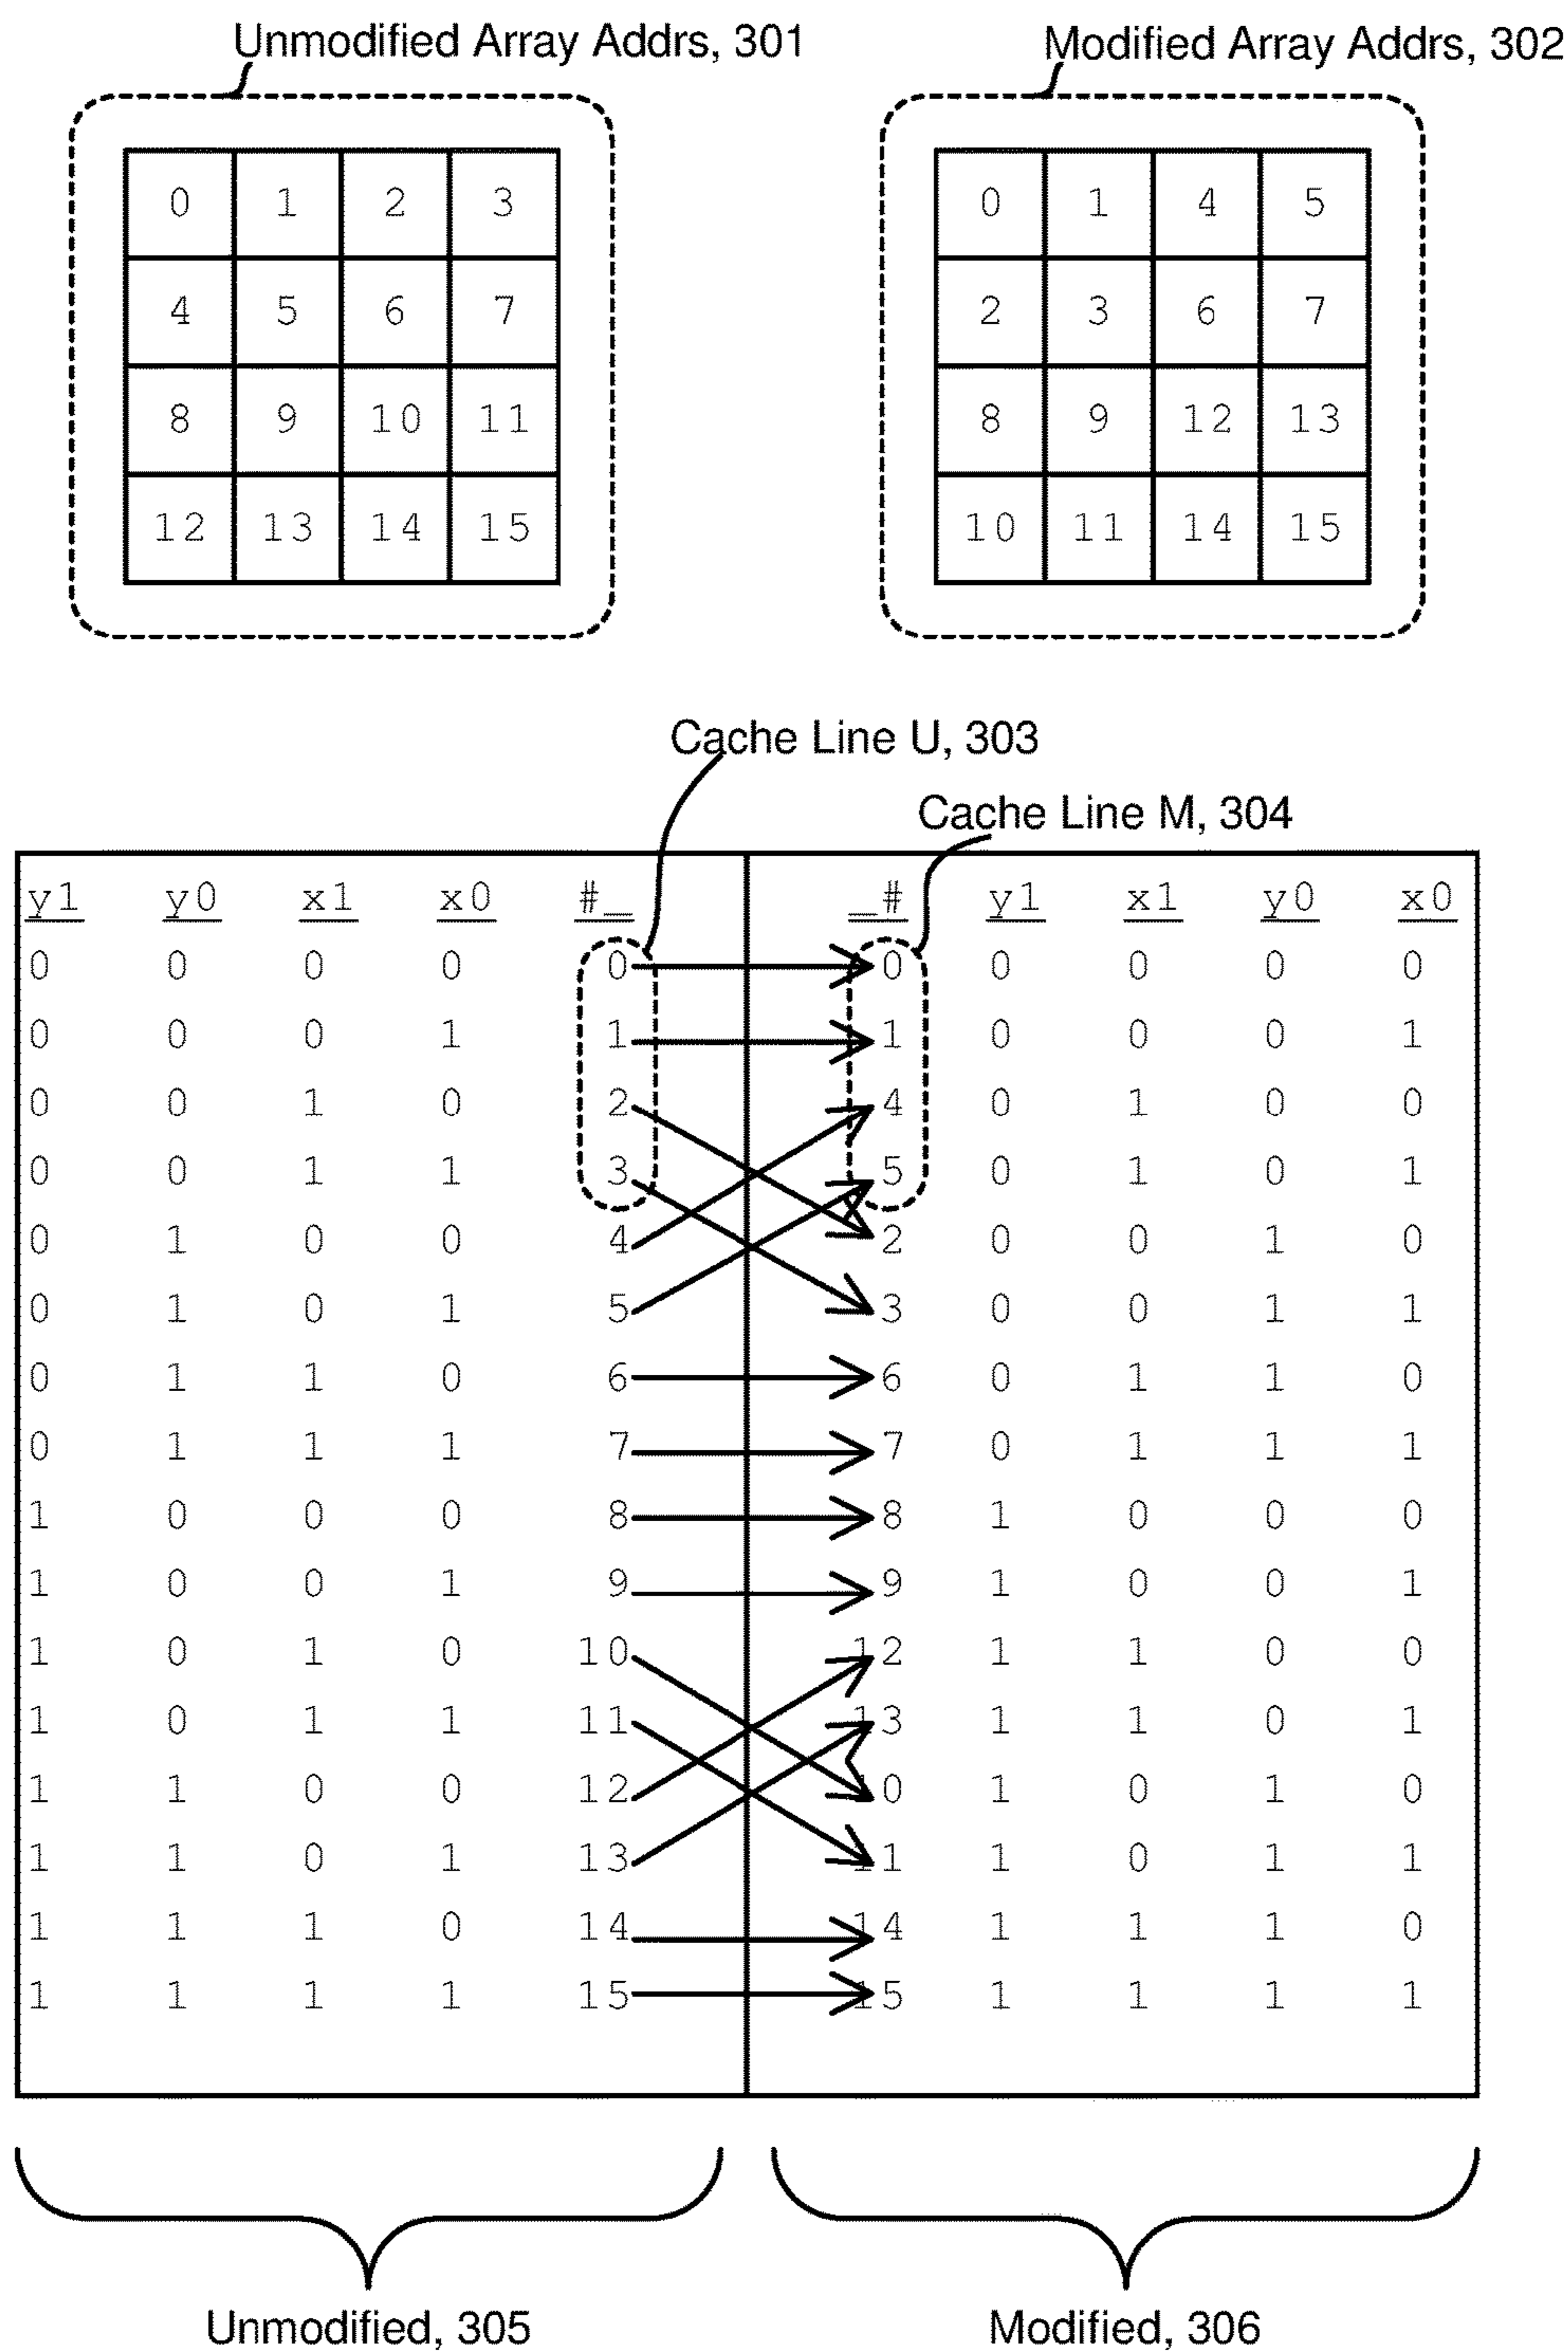 Unmodified Array Addrs, 301
Modified Array Addrs, 302
0 1 2 3
4 5 6 7
8 9 10 11
12 13 14 15
0 1 4 5
2 3 6 7
8 9 12 13
10 11 14 15
Cache Line U, 303
Cache Line M, 304
y1 y0 x1 x0 #_ _# y1 x1 y0 x0
0 0 0 0 0 0 0 0 0 0
0 0 0 1 1 1 0 0 0 1
0 0 1 0 2 4 0 1 0 0
0 0 1 1 3 5 0 1 0 1
0 1 0 0 4 2 0 0 1 0
0 1 0 1 5 3 0 0 1 1
0 1 1 0 6 6 0 1 1 0
0 1 1 1 7 7 0 1 1 1
1 0 0 0 8 8 1 0 0 0
1 0 0 1 9 9 1 0 0 1
1 0 1 0 10 12 1 1 0 0
1 0 1 1 11 13 1 1 0 1
1 1 0 0 12 10 1 0 1 0
1 1 0 1 13 11 1 0 1 1
1 1 1 0 14 14 1 1 1 0
1 1 1 1 15 15 1 1 1 1
Unmodified, 305
Modified, 306